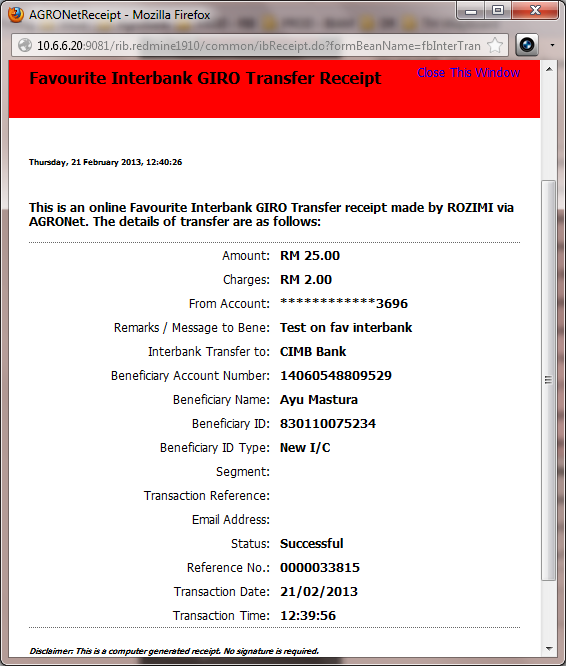 AGRONetReceipt - Mozilla Firefox
10.6.6.20:9081/rib.redmine1910/common/ibReceipt.do?formBeanName=fbInterTran
Close This Window
Favourite Interbank GIRO Transfer Receipt
Thursday, 21 February 2013, 12:40:26
This is an online Favourite Interbank GIRO Transfer receipt made by ROZIMI via
AGRONet. The details of transfer are as follows:
Amount: RM 25.00
Charges: RM 2.00
From Account: ************3696
Remarks / Message to Bene: Test on fav interbank
Interbank Transfer to: CIMB Bank
Beneficiary Account Number: 14060548809529
Beneficiary Name: Ayu Mastura
Beneficiary ID: 830110075234
Beneficiary ID Type: New I/C
Segment:
Transaction Reference:
Email Address:
Status: Successful
Reference No.: 0000033815
Transaction Date: 21/02/2013
Transaction Time: 12:39:56
Disclaimer: This is a computer generated receipt. No signature is required.